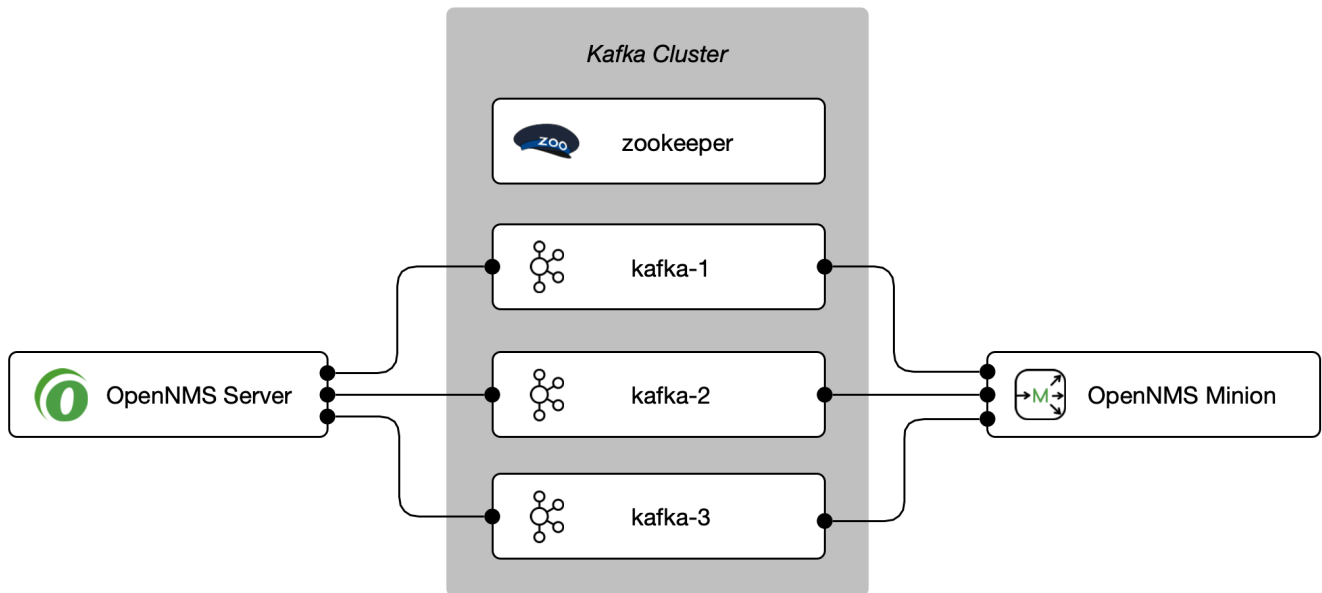 Kafka Cluster
ZOO
zookeeper
kafka-1
OpenNMS Server
kafka-2
M
OpenNMS Minion
kafka-3